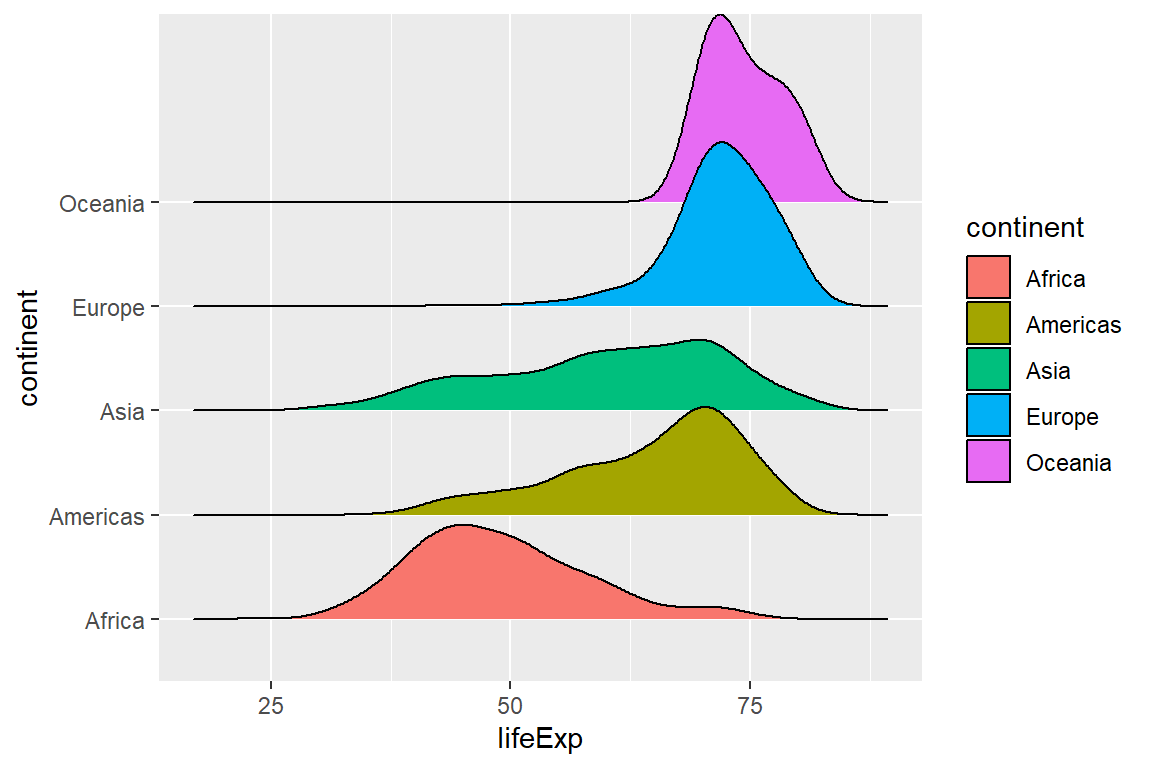 Oceania
Europe
Asia
Americas
Africa
continent
25 50 75
lifeExp
continent
Africa
Americas
Asia
Europe
Oceania